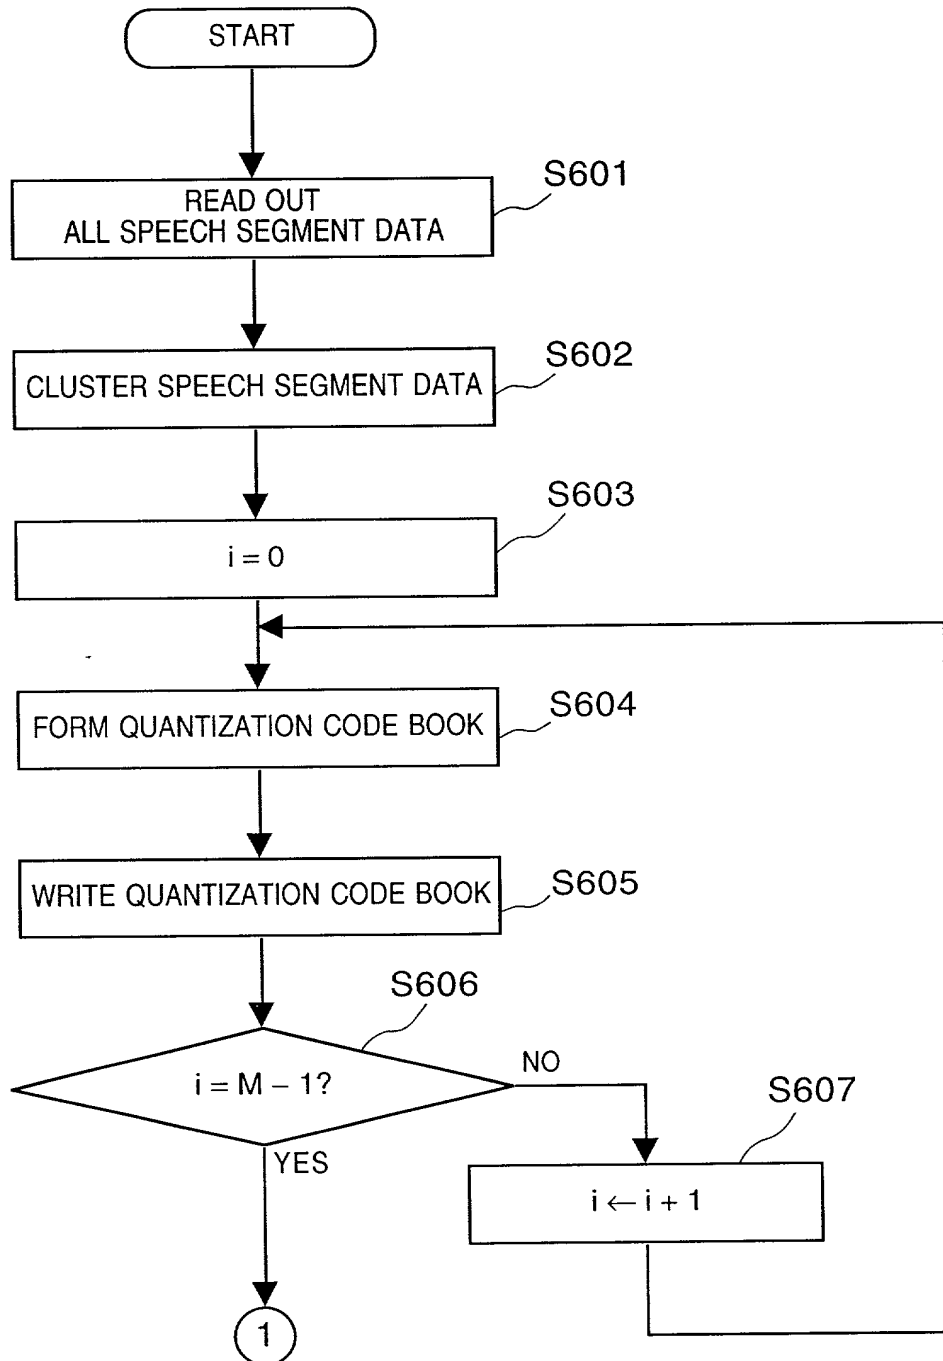 START
S601
READ OUT
ALL SPEECH SEGMENT DATA
S602
CLUSTER SPEECH SEGMENT DATA
S603
i = 0
S604
FORM QUANTIZATION CODE BOOK
S605
WRITE QUANTIZATION CODE BOOK
S606
i = M – 1?
NO
S607
YES
i ← i + 1
1